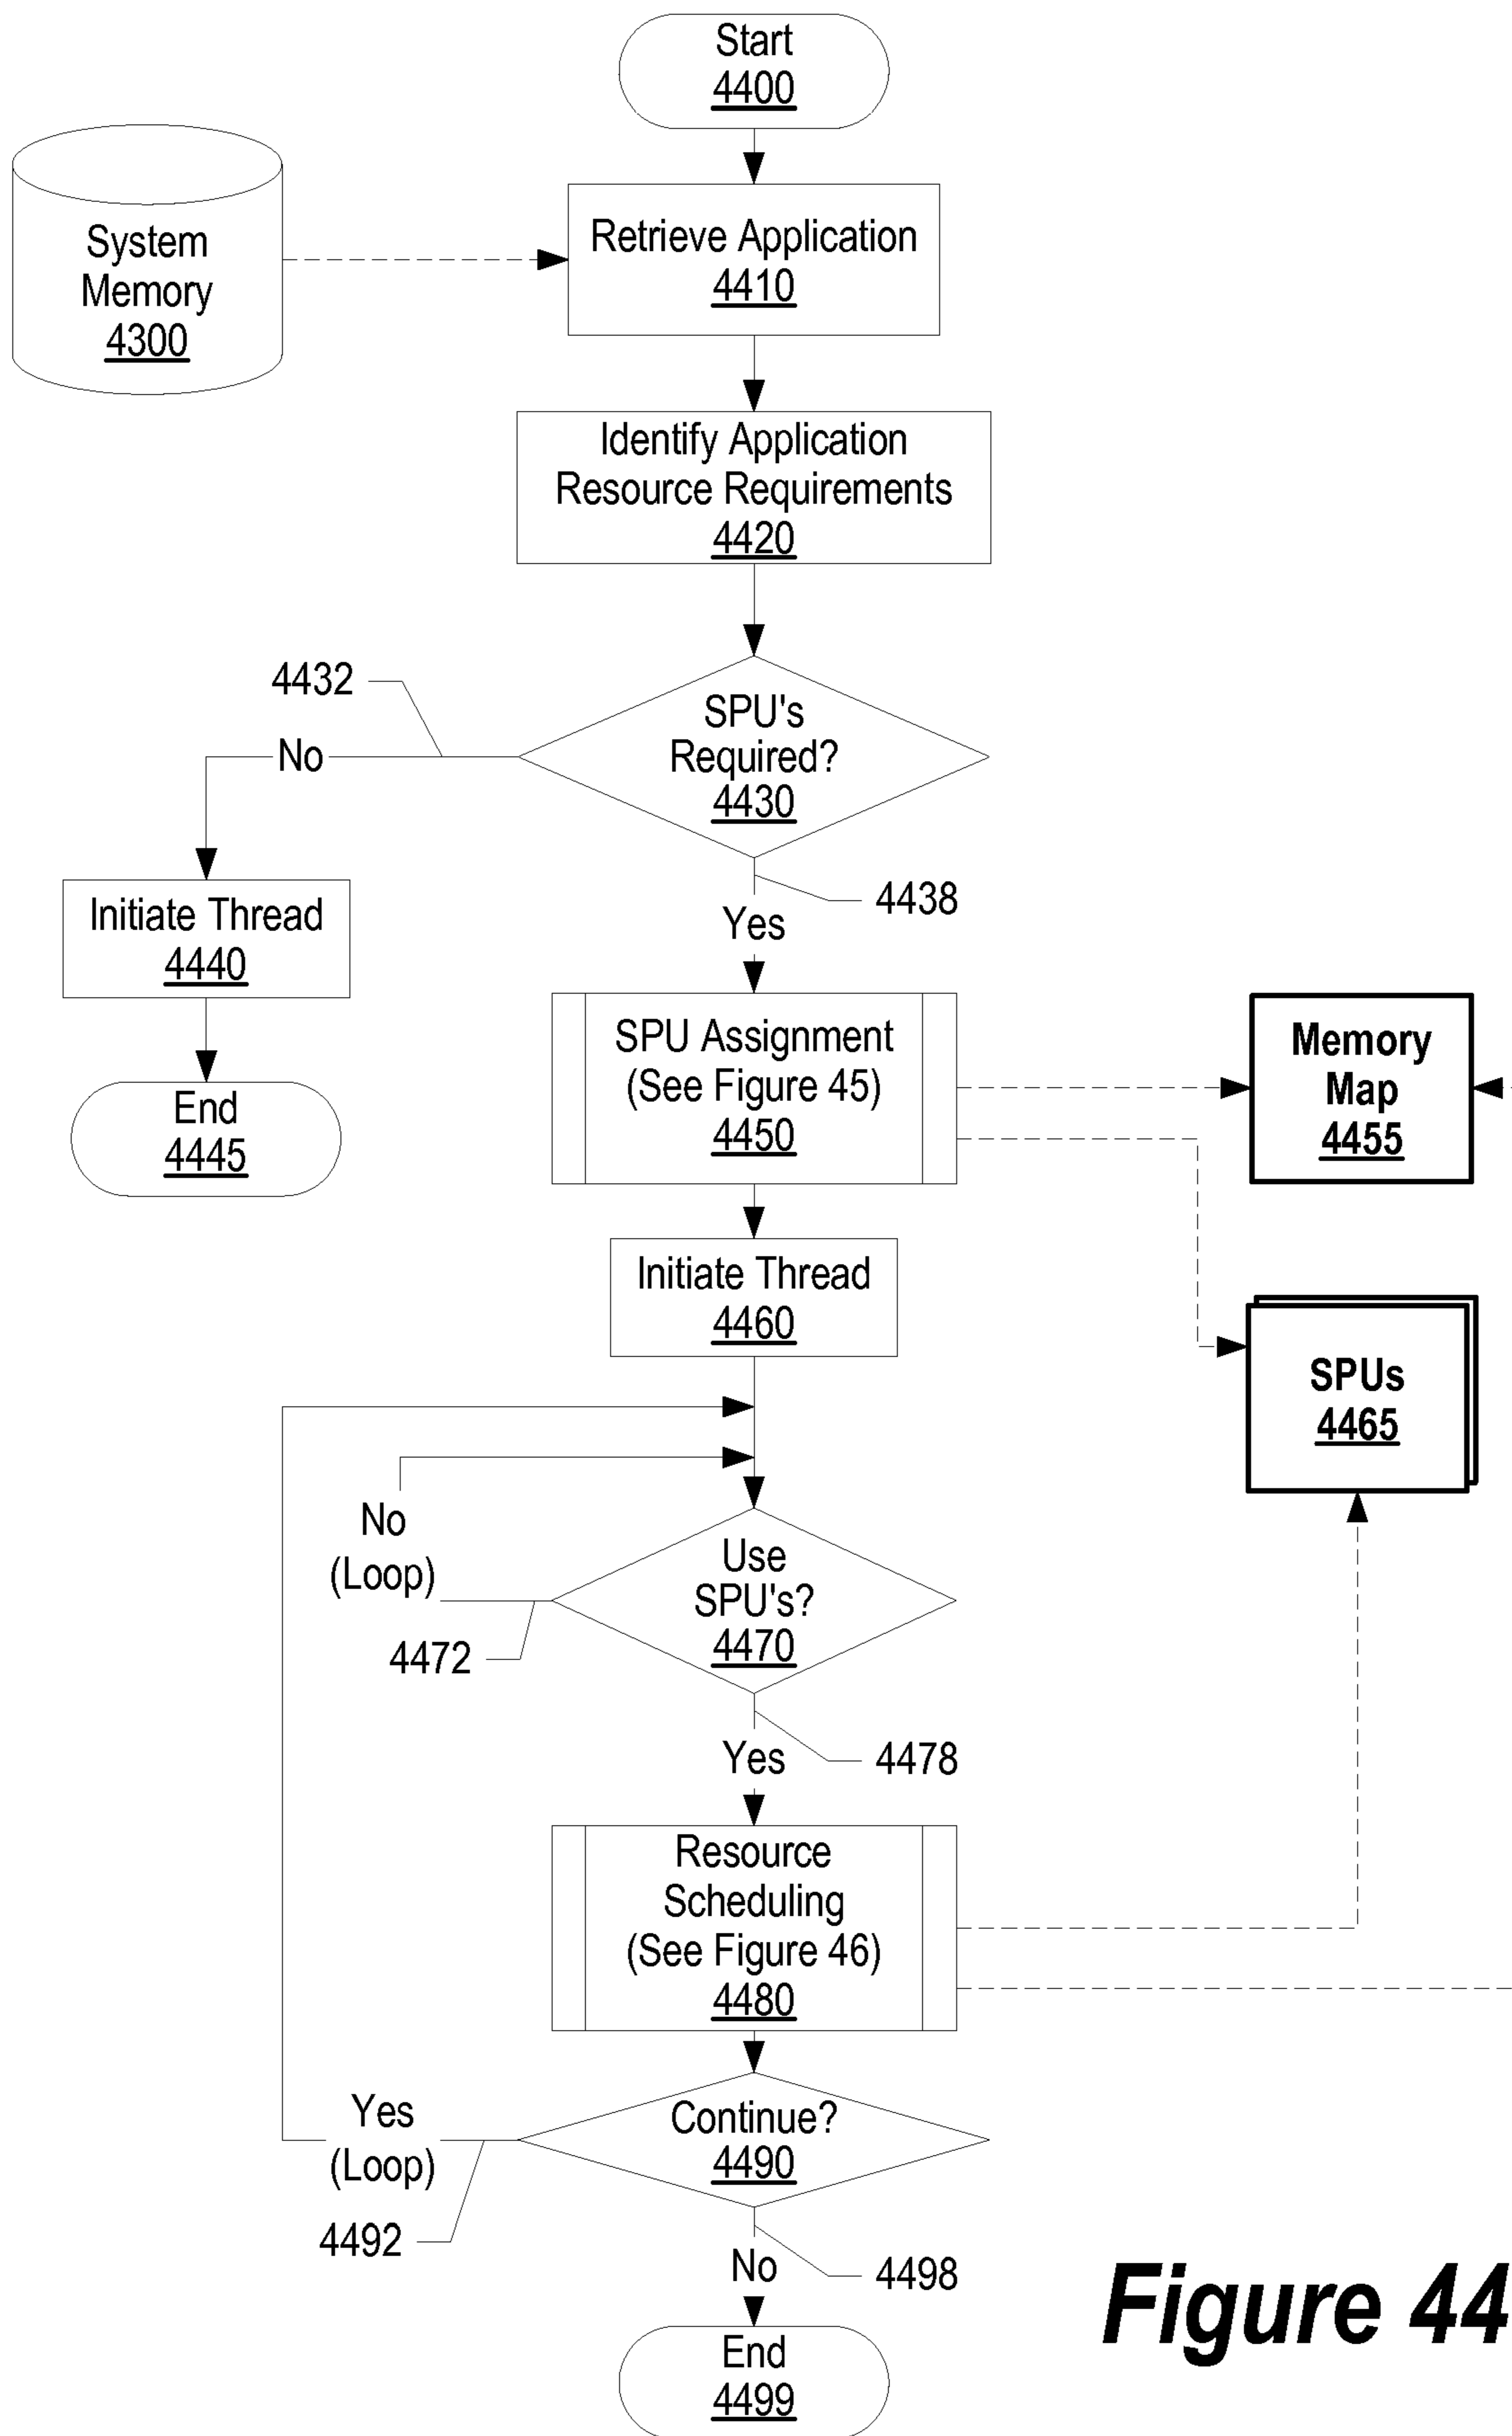 Start
4400
System
Memory
4300
Retrieve Application
4410
Identify Application
Resource Requirements
4420
4432
SPU's
Required?
4430
No
4438
Yes
Initiate Thread
4440
End
4445
SPU Assignment
(See Figure 45)
4450
Memory
Map
4455
Initiate Thread
4460
SPUs
4465
No
(Loop)
Use
SPU's?
4470
4472
4478
Yes
Resource
Scheduling
(See Figure 46)
4480
Yes
(Loop)
Continue?
4490
4492
4498
No
End
4499
Figure 44